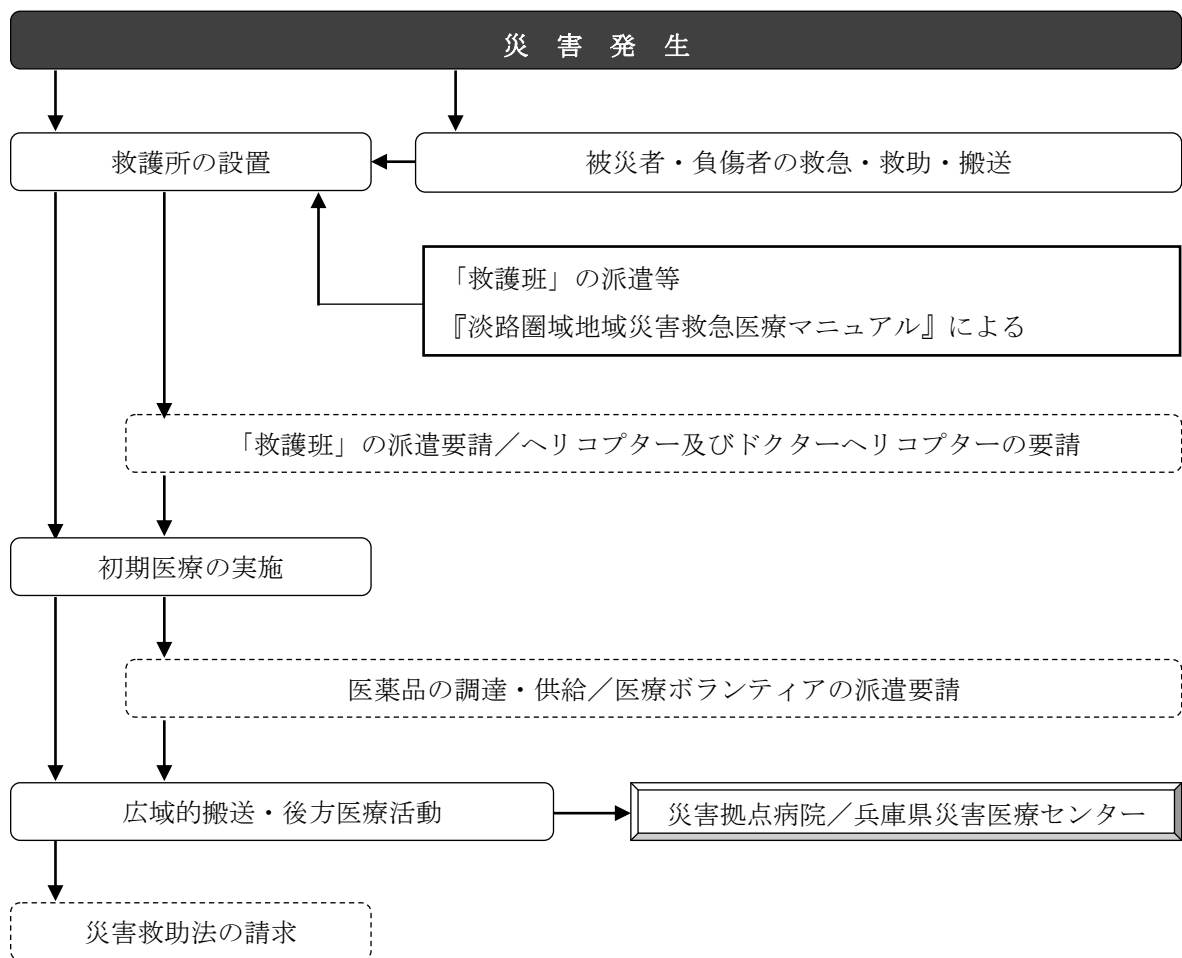 災害発生
救護所の設置
被災者・負傷者の救急・救助・搬送
「救護班」の派遣等
『淡路圏域地域災害救急医療マニュアル』による
「救護班」の派遣要請／ヘリコプター及びドクターヘリコプターの要請
初期医療の実施
医薬品の調達・供給／医療ボランティアの派遣要請
広域的搬送・後方医療活動
災害拠点病院／兵庫県災害医療センター
災害救助法の請求